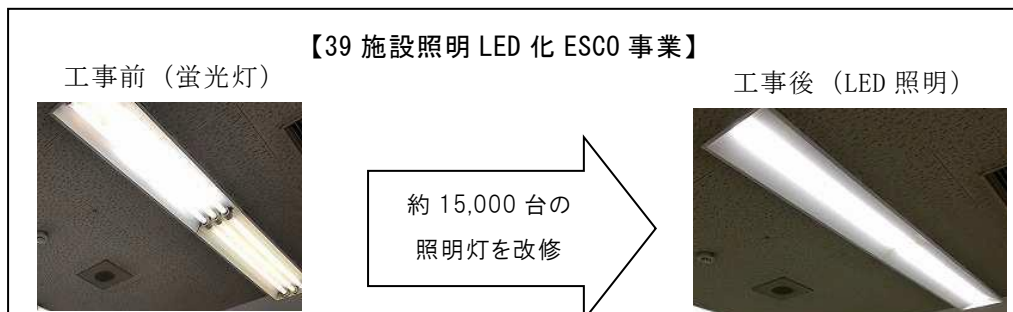 【39 施設照明 LED 化 ESCO 事業】
工事前（蛍光灯）
工事後（LED 照明）
約 15,000 台の
照明灯を改修